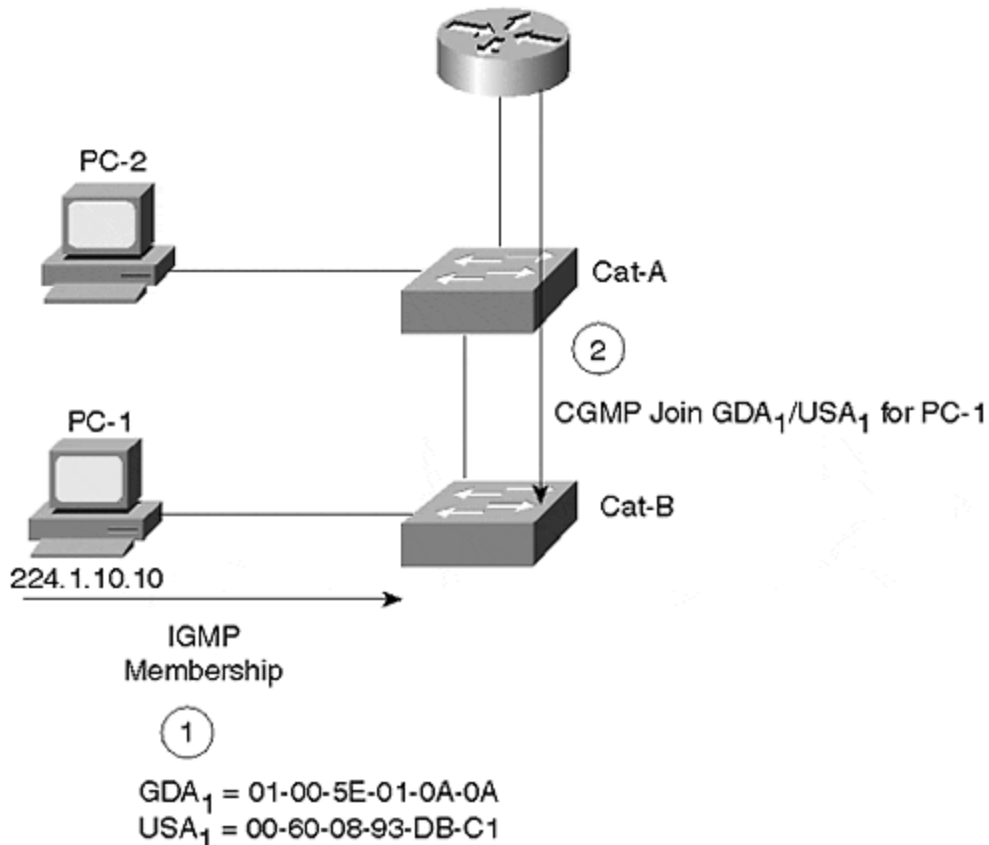 PC-2
Cat-A
2
CGMP Join GDA1/USA1 for PC-1
PC-1
Cat-B
224.1.10.10
IGMP
Membership
1
GDA1 = 01-00-5E-01-0A-0A
USA1 = 00-60-08-93-DB-C1